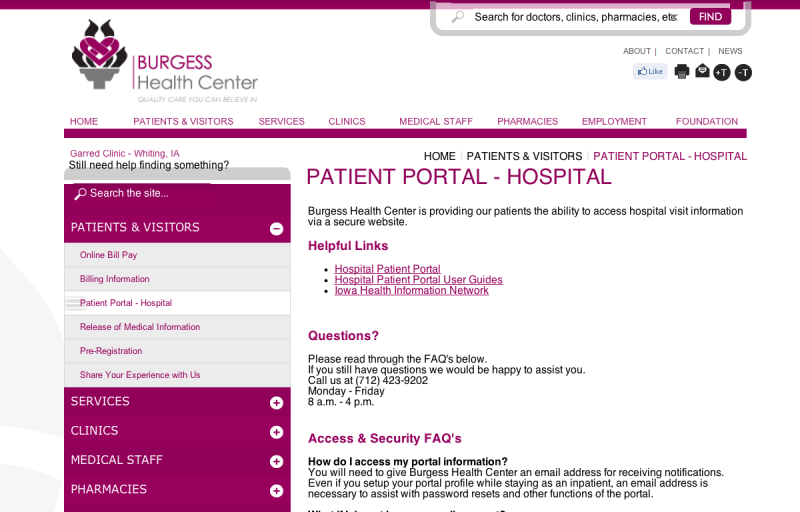 Search for doctors, clinics, pharmacies, etc
FIND
BURGESS
Health Center
QUALITY CARE YOU CAN BELIEVE IN
ABOUT | CONTACT | NEWS
Like
+T
-T
HOME PATIENTS & VISITORS SERVICES CLINICS MEDICAL STAFF PHARMACIES EMPLOYMENT FOUNDATION
Garred Clinic - Whiting, IA
Still need help finding something?
Search the site...
PATIENTS & VISITORS
Online Bill Pay
Billing Information
Patient Portal - Hospital
Release of Medical Information
Pre-Registration
Share Your Experience with Us
SERVICES
CLINICS
MEDICAL STAFF
PHARMACIES
HOME | PATIENTS & VISITORS | PATIENT PORTAL - HOSPITAL
PATIENT PORTAL - HOSPITAL
Burgess Health Center is providing our patients the ability to access hospital visit information
via a secure website.
Helpful Links
• Hospital Patient Portal
• Hospital Patient Portal User Guides
• Iowa Health Information Network
Questions?
Please read through the FAQ's below.
If you still have questions we would be happy to assist you.
Call us at (712) 423-9202
Monday - Friday
8 a.m. - 4 p.m.
Access & Security FAQ's
How do I access my portal information?
You will need to give Burgess Health Center an email address for receiving notifications.
Even if you setup your portal profile while staying as an inpatient, an email address is
necessary to assist with password resets and other functions of the portal.